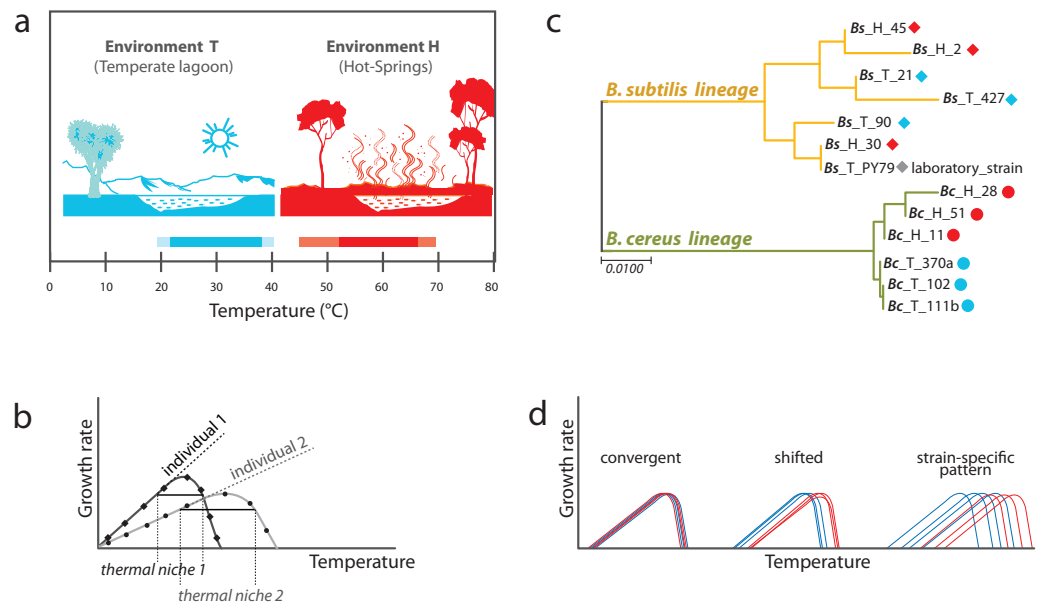 a
Environment T
(Temperate lagoon)
Environment H
(Hot-Springs)
0 10 20 30 40 50 60 70 80
Temperature (°C)
b
Growth rate
individual 1
individual 2
Temperature
thermal niche 1
thermal niche 2
c
B. subtilis lineage
Bs_H_45
Bs_H_2
Bs_T_21
Bs_T_427
Bs_T_90
Bs_H_30
Bs_T_PY79 laboratory_strain
B. cereus lineage
Bc_H_28
Bc_H_51
Bc_H_11
Bc_T_370a
Bc_T_102
Bc_T_111b
0.0100
d
Growth rate
convergent
shifted
strain-specific
pattern
Temperature